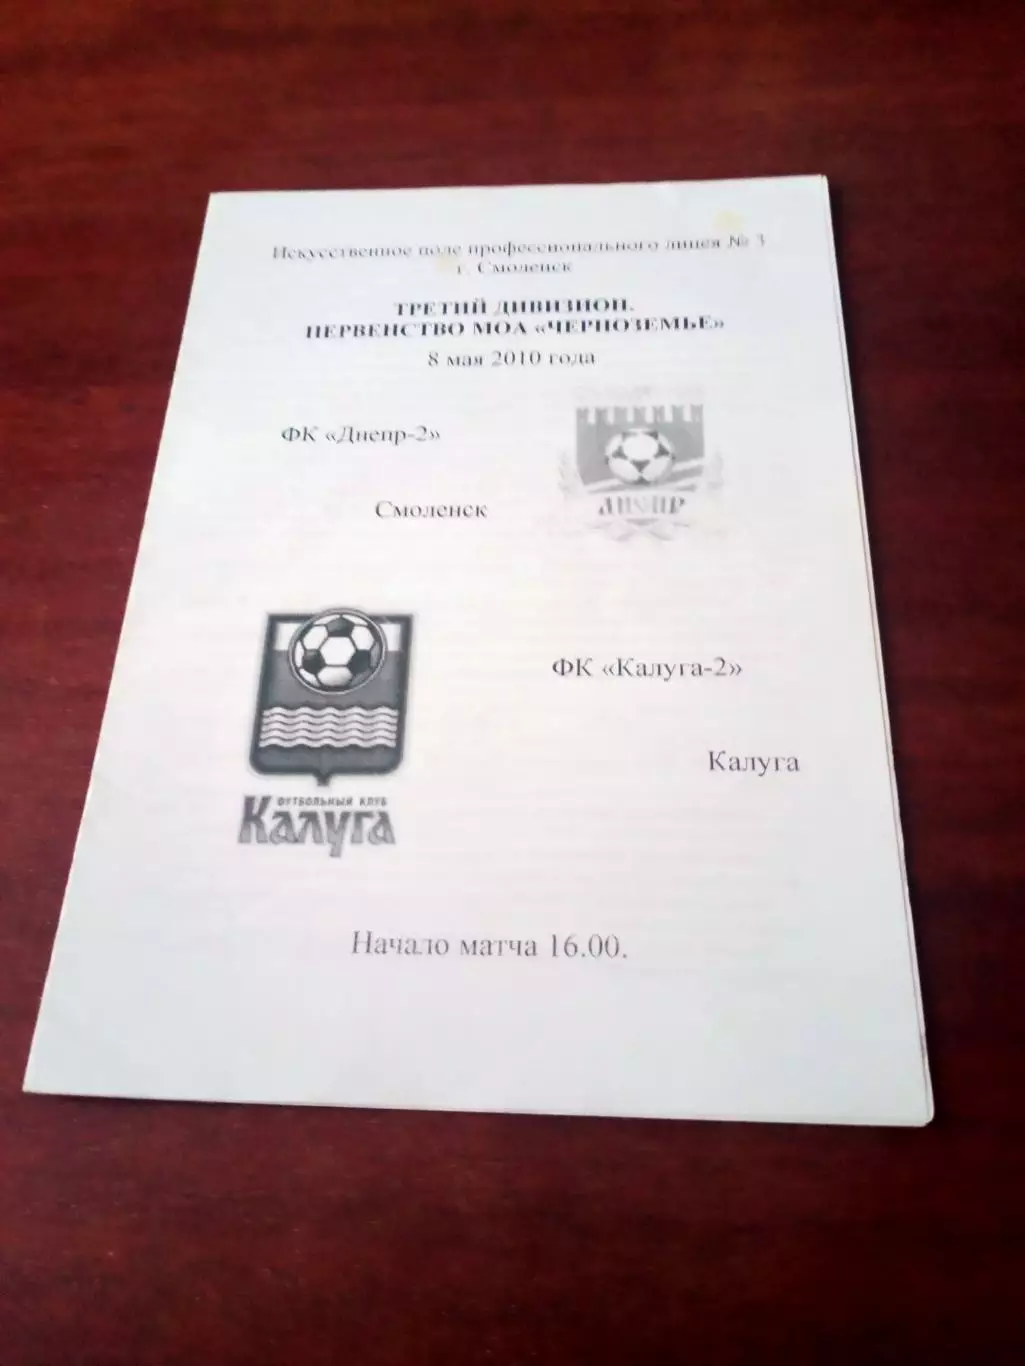 Искусственное поле профессионального лицея № 3
г. Смоленск
ТРЕТИЙ ДИВИЗИОН.
ПЕРВЕНСТВО МОА «ЧЕРНОЗЕМЬЕ»
8 мая 2010 года
ФК «Днепр-2»
ДНЕПР
Смоленск
ФК «Калуга-2»
Калуга
ФУТБОЛЬНЫЙ КЛУБ
Калуга
Начало матча 16.00.